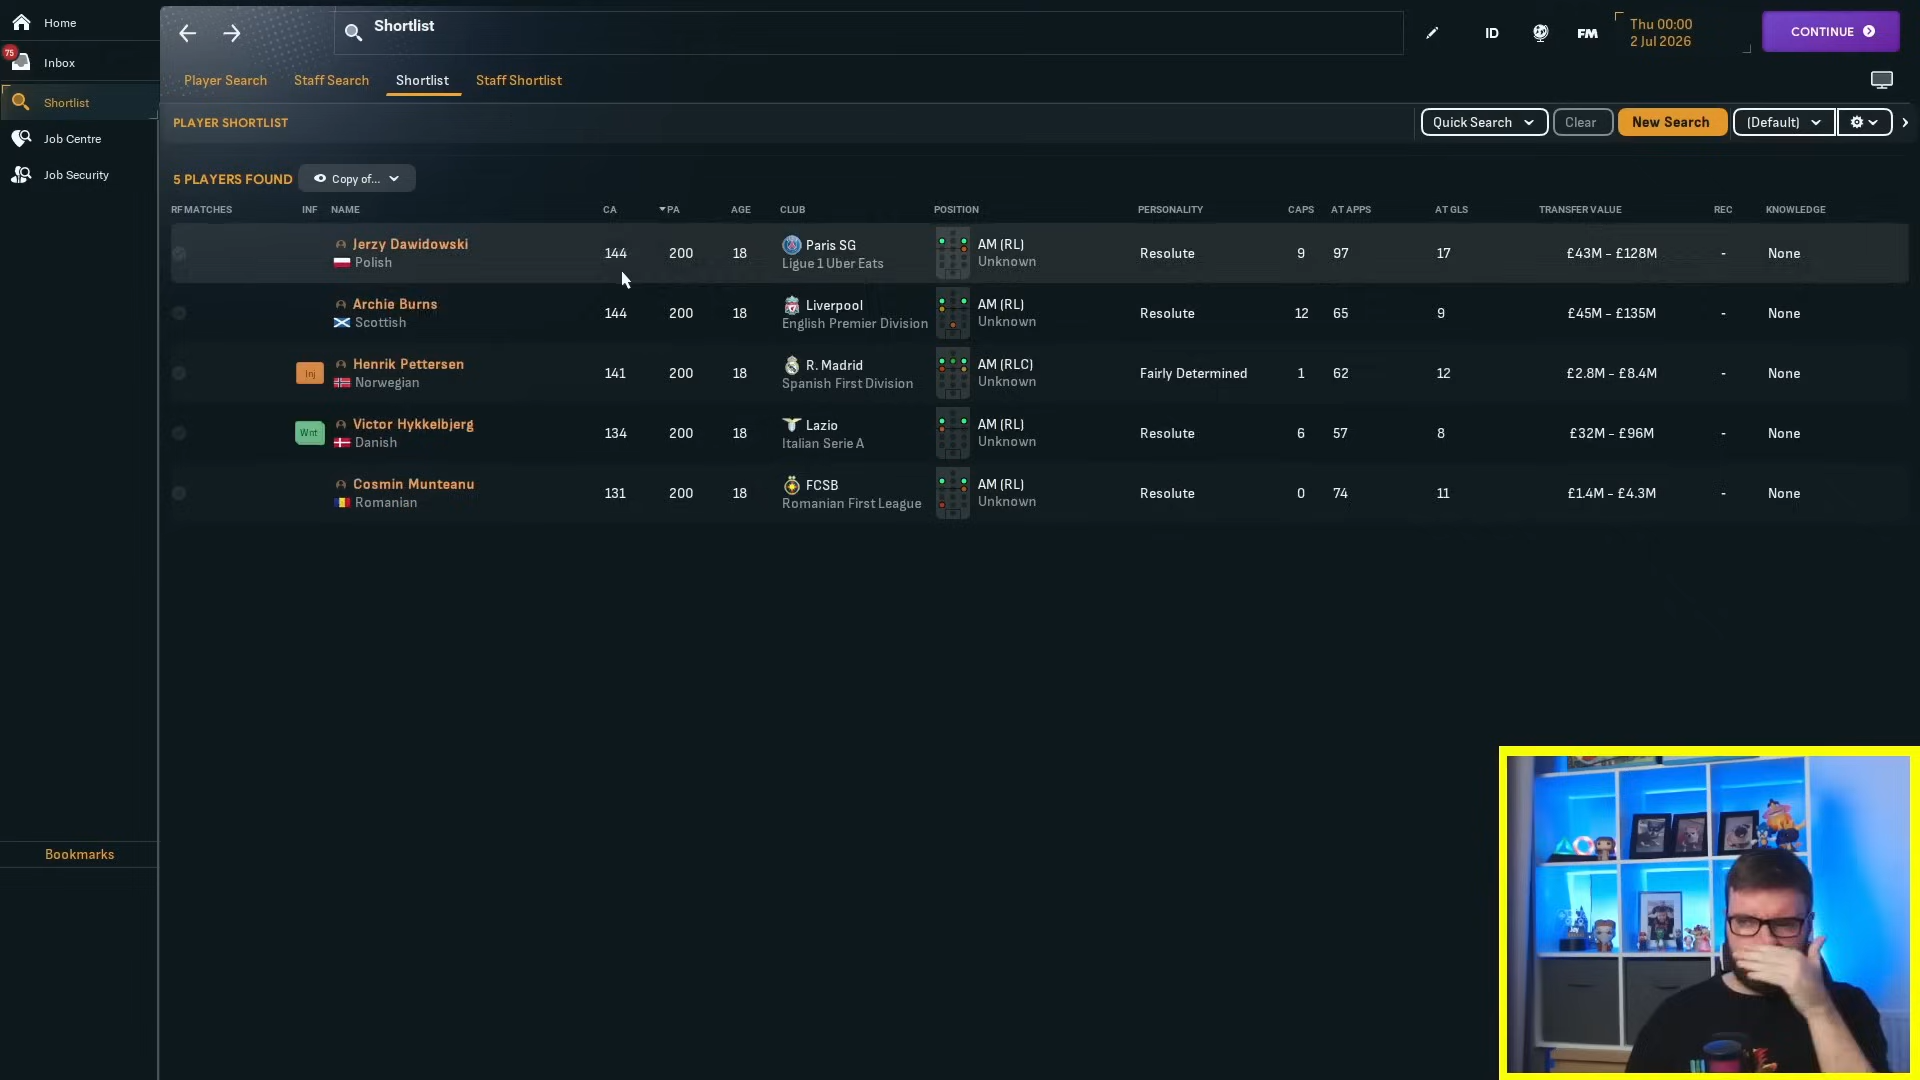 Home
75
Inbox
Shortlist
Job Centre
Job Security
Bookmarks
Shortlist
ID
FM
Thu 00:00
2 Jul 2026
CONTINUE
Player Search Staff Search Shortlist Staff Shortlist
PLAYER SHORTLIST
Quick Search Clear New Search (Default)
5 PLAYERS FOUND Copy of...
RF MATCHES INF NAME CA PA AGE CLUB POSITION PERSONALITY CAPS AT APPS AT GLS TRANSFER VALUE REC KNOWLEDGE
Jerzy Dawidowski 144 200 18 Paris SG AM (RL) Resolute 9 97 17 £43M - £128M - None
Polish Ligue 1 Uber Eats Unknown
Archie Burns 144 200 18 Liverpool AM (RL) Resolute 12 65 9 £45M - £135M - None
Scottish English Premier Division Unknown
Inj Henrik Pettersen 141 200 18 R. Madrid AM (RLC) Fairly Determined 1 62 12 £2.8M - £8.4M - None
Norwegian Spanish First Division Unknown
Wnt Victor Hykkelbjerg 134 200 18 Lazio AM (RL) Resolute 6 57 8 £32M - £96M - None
Danish Italian Serie A Unknown
Cosmin Munteanu 131 200 18 FCSB AM (RL) Resolute 0 74 11 £1.4M - £4.3M - None
Romanian Romanian First League Unknown